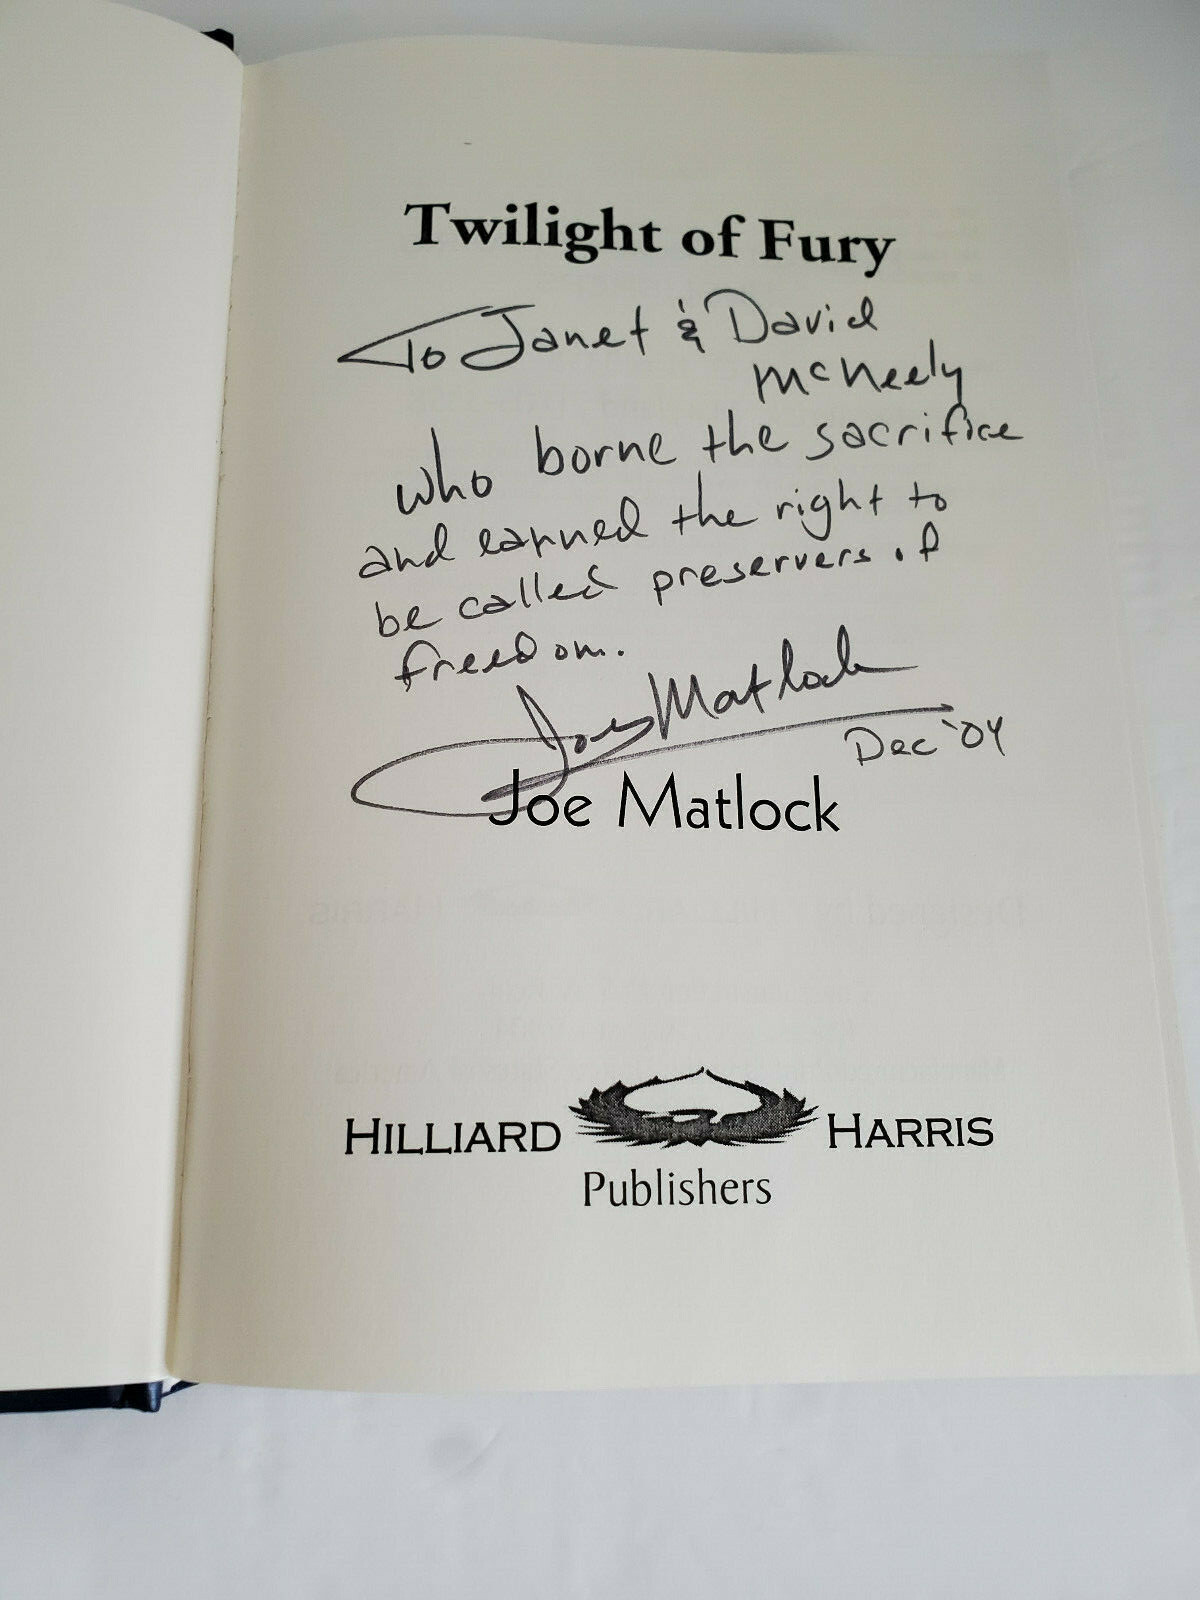 Twilight of Fury
To Janet & David
McNeely
who borne the sacrifice
and earned the right to
be called preservers of
freedom.
Joe Matlock
Dec '04
Joe Matlock
HILLIARD HARRIS
Publishers